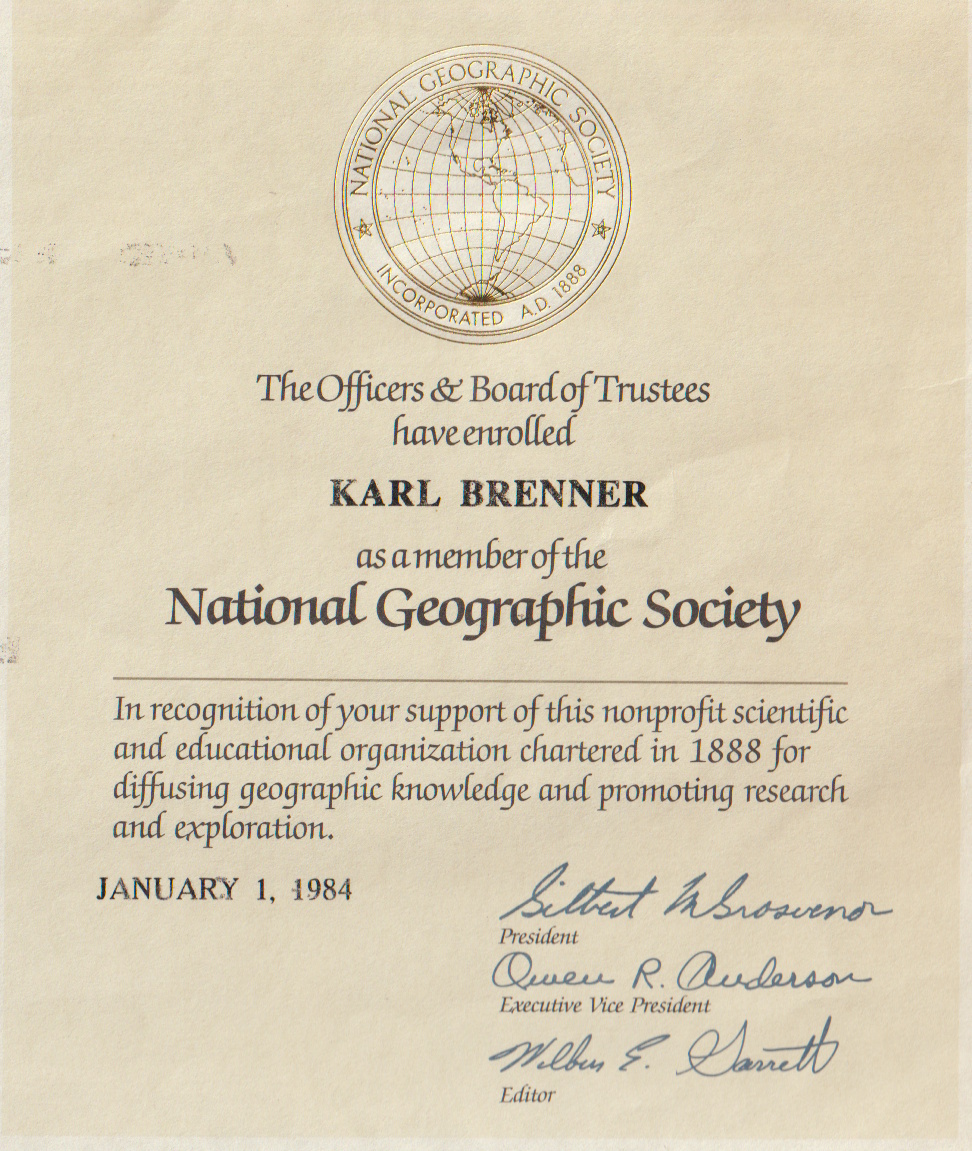 NATIONAL GEOGRAPHIC SOCIETY
INCORPORATED A.D. 1888
The Officers & Board of Trustees
have enrolled
KARL BRENNER
as a member of the
National Geographic Society
In recognition of your support of this nonprofit scientific
and educational organization chartered in 1888 for
diffusing geographic knowledge and promoting research
and exploration.
JANUARY 1, 1984
Gilbert M Grosvenor
President
Owen R. Anderson
Executive Vice President
Wilbur E. Garrett
Editor